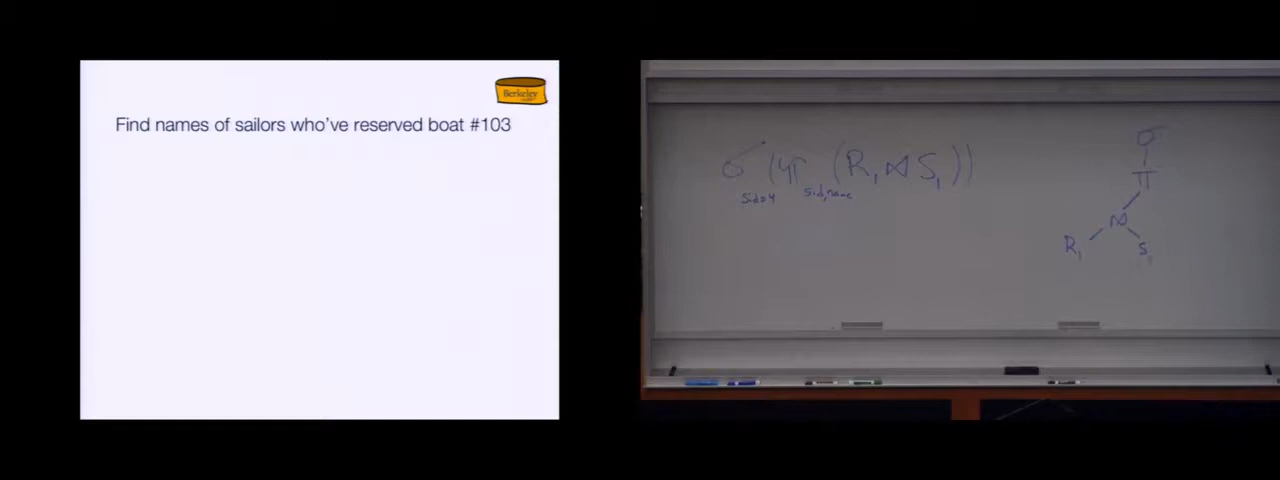 Berkeley
Find names of sailors who've reserved boat #103
σ (π (R₁ ⋈ S₁))
sid=4 sid, name
σ
π
⋈
R₁ S₁